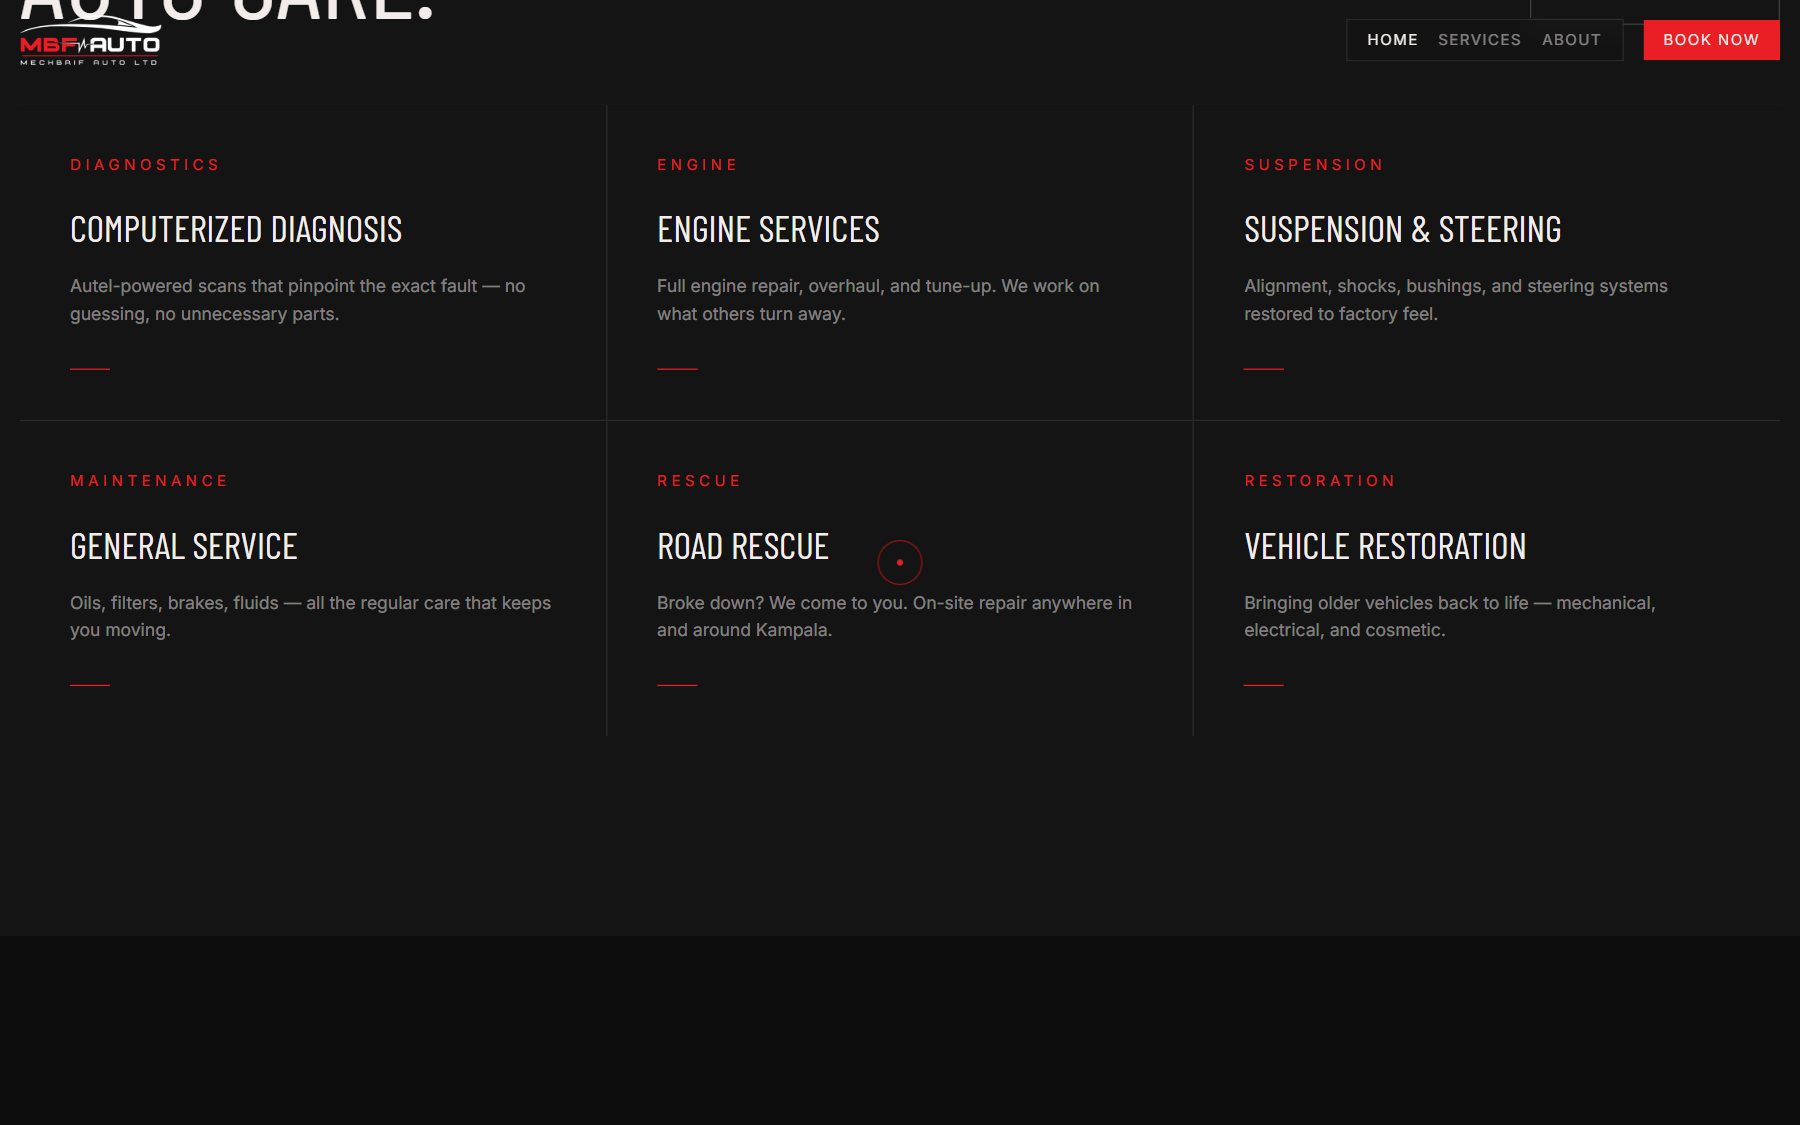 AUTO CARE.
MBF AUTO
MECHBRIF AUTO LTD
HOME SERVICES ABOUT
BOOK NOW
DIAGNOSTICS
COMPUTERIZED DIAGNOSIS
Autel-powered scans that pinpoint the exact fault — no
guessing, no unnecessary parts.
ENGINE
ENGINE SERVICES
Full engine repair, overhaul, and tune-up. We work on
what others turn away.
SUSPENSION
SUSPENSION & STEERING
Alignment, shocks, bushings, and steering systems
restored to factory feel.
MAINTENANCE
GENERAL SERVICE
Oils, filters, brakes, fluids — all the regular care that keeps
you moving.
RESCUE
ROAD RESCUE
Broke down? We come to you. On-site repair anywhere in
and around Kampala.
RESTORATION
VEHICLE RESTORATION
Bringing older vehicles back to life — mechanical,
electrical, and cosmetic.